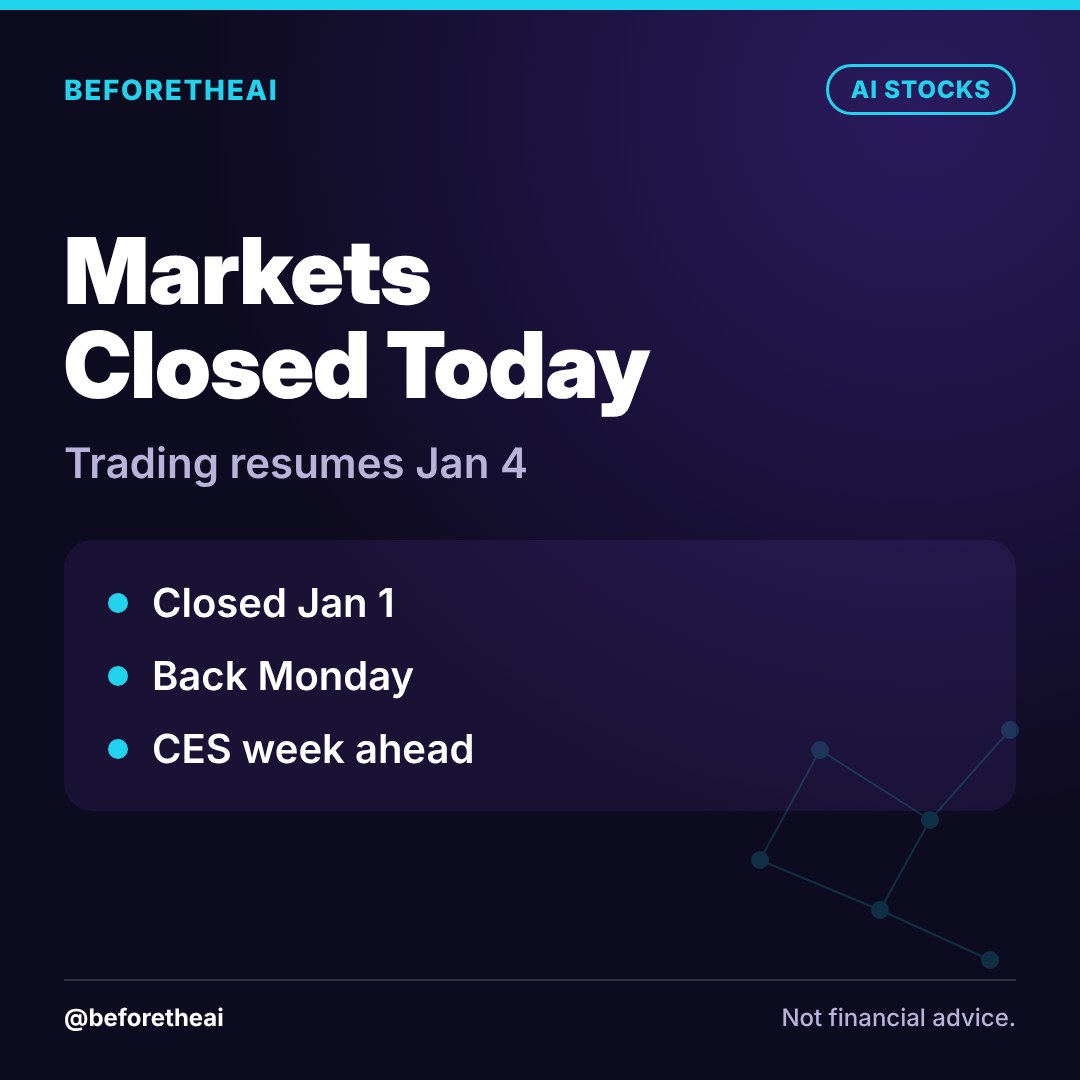 BEFORETHEAI
AI STOCKS
Markets
Closed Today
Trading resumes Jan 4
Closed Jan 1
Back Monday
CES week ahead
@beforetheai
Not financial advice.